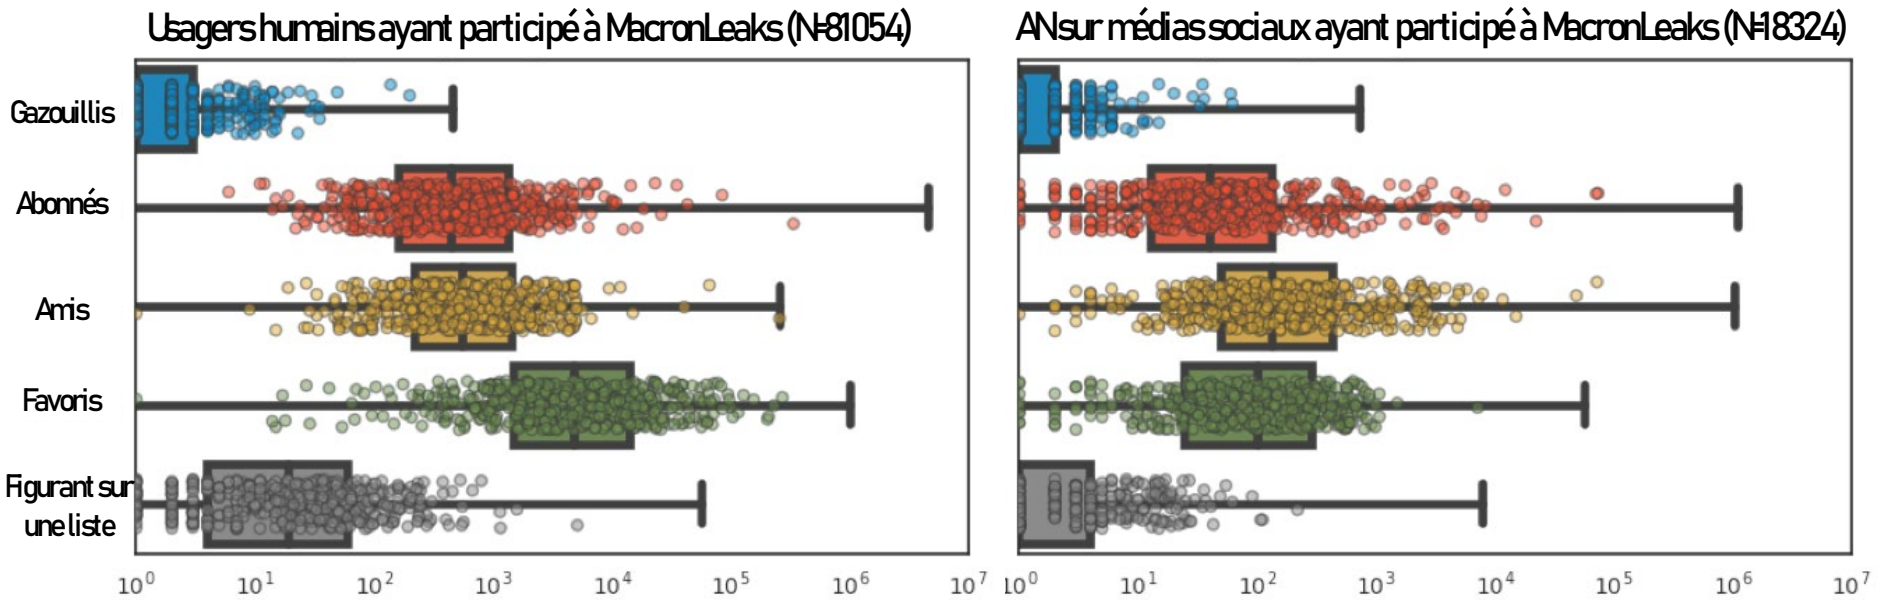 Usagers humains ayant participé à MacronLeaks (N=81054)
AN sur médias sociaux ayant participé à MacronLeaks (N=18324)
Gazouillis
Abonnés
Amis
Favoris
Figurant sur
une liste
10^0 10^1 10^2 10^3 10^4 10^5 10^6 10^7
10^0 10^1 10^2 10^3 10^4 10^5 10^6 10^7